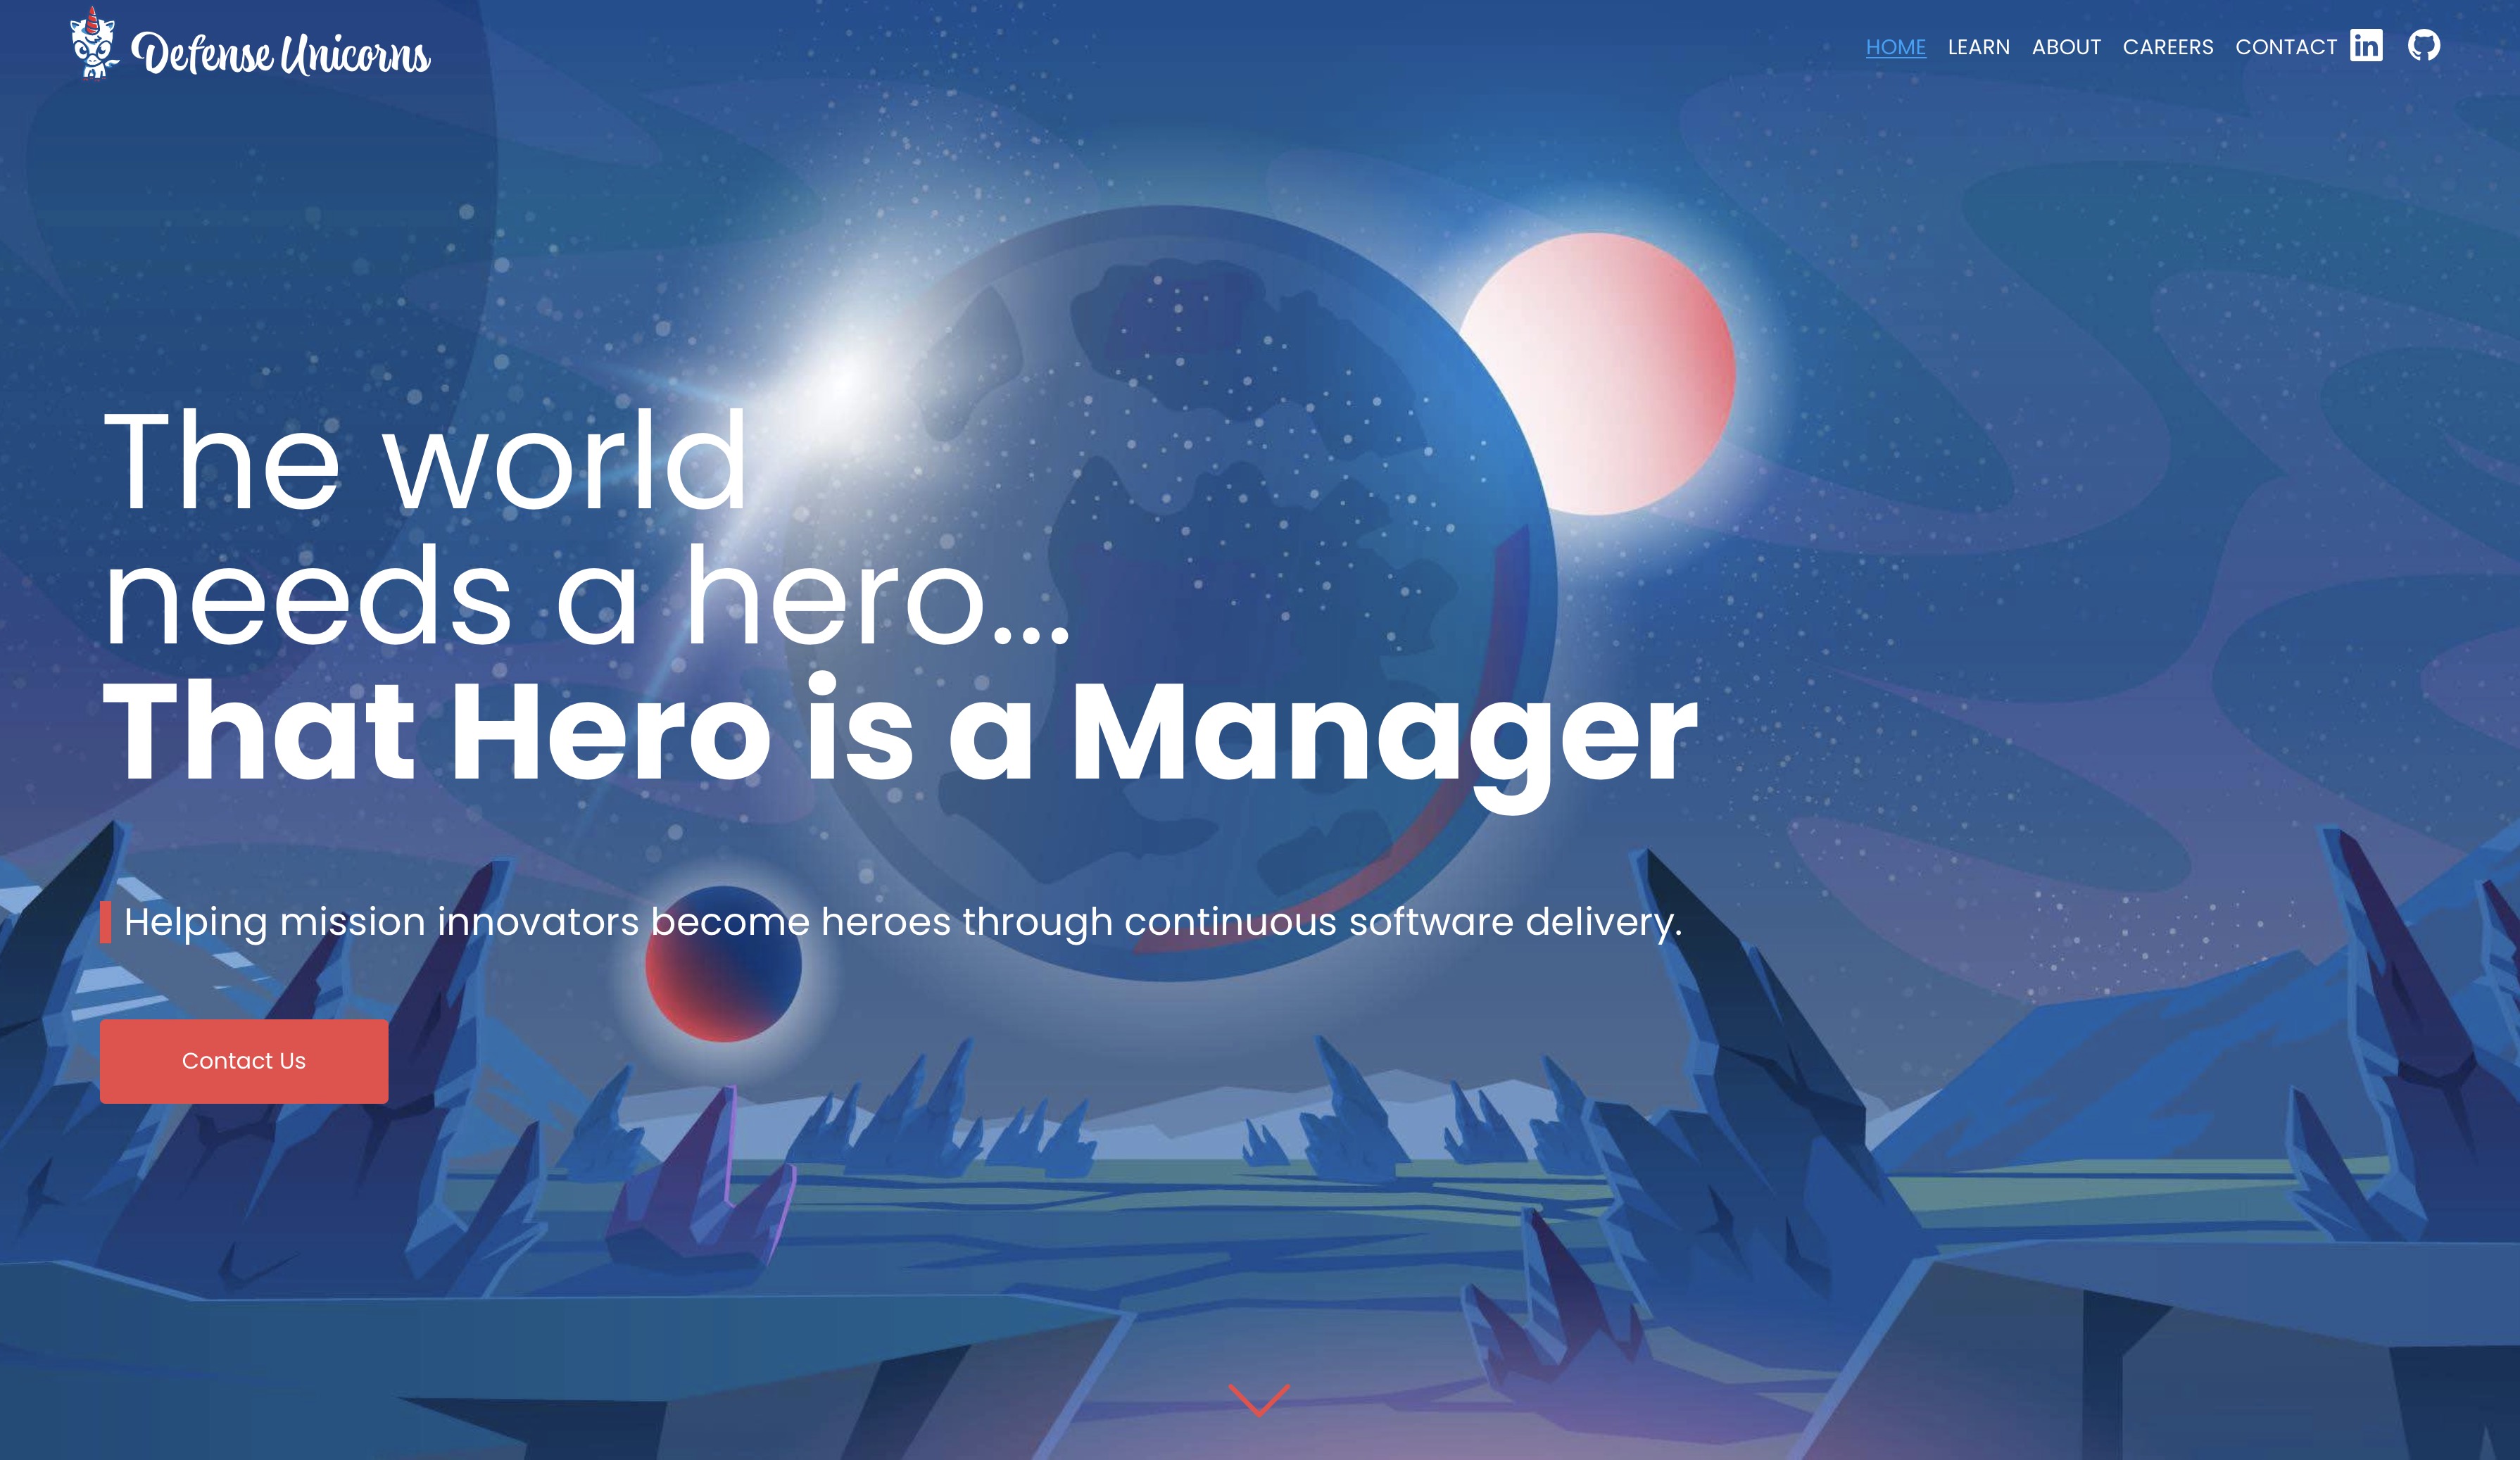 Defense Unicorns
HOME LEARN ABOUT CAREERS CONTACT in
The world
needs a hero...
That Hero is a Manager
Helping mission innovators become heroes through continuous software delivery.
Contact Us